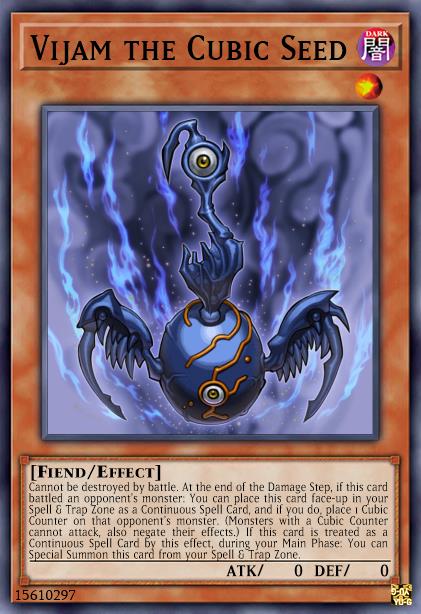 VIJAM THE CUBIC SEED
DARK
闇
[FIEND/EFFECT]
Cannot be destroyed by battle. At the end of the Damage Step, if this card
battled an opponent's monster: You can place this card face-up in your
Spell & Trap Zone as a Continuous Spell Card, and if you do, place 1 Cubic
Counter on that opponent's monster. (Monsters with a Cubic Counter
cannot attack, also negate their effects.) If this card is treated as a
Continuous Spell Card by this effect, during your Main Phase: You can
Special Summon this card from your Spell & Trap Zone.
ATK/ 0 DEF/ 0
15610297